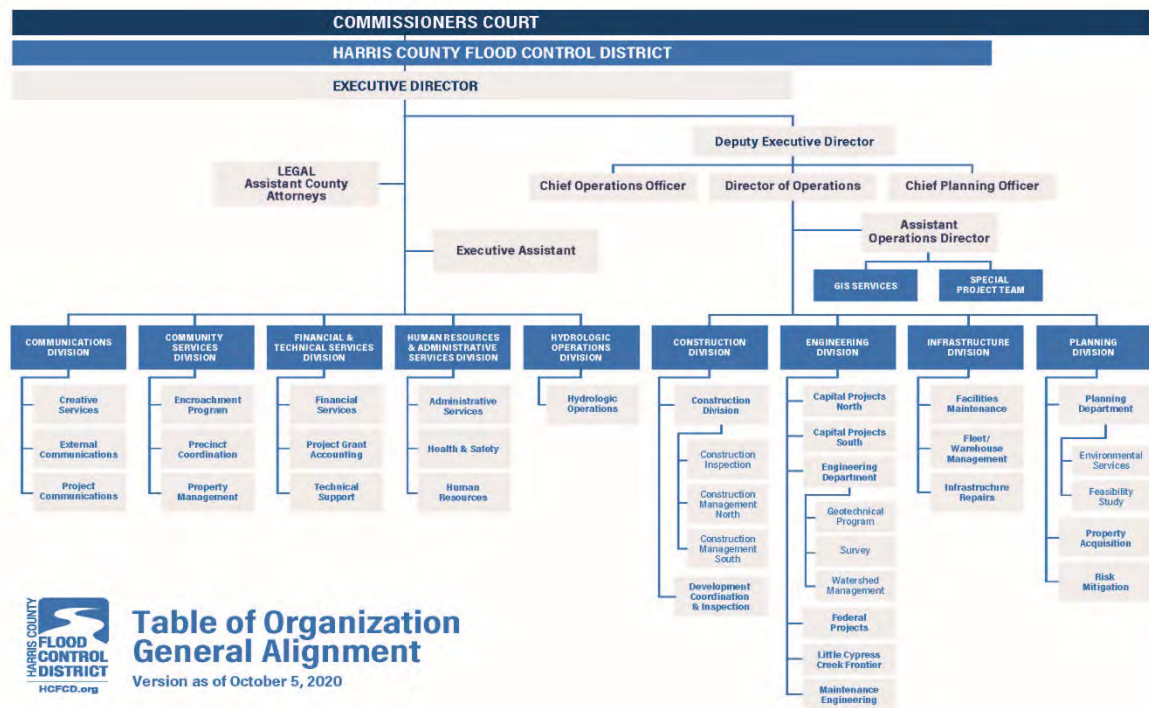 COMMISSIONERS COURT
HARRIS COUNTY FLOOD CONTROL DISTRICT
EXECUTIVE DIRECTOR
Deputy Executive Director
LEGAL
Assistant County
Attorneys
Chief Operations Officer
Director of Operations
Chief Planning Officer
Assistant
Operations Director
Executive Assistant
GIS SERVICES
SPECIAL
PROJECT TEAM
COMMUNICATIONS
DIVISION
COMMUNITY
SERVICES
DIVISION
FINANCIAL &
TECHNICAL SERVICES
DIVISION
HUMAN RESOURCES
& ADMINISTRATIVE
SERVICES DIVISION
HYDROLOGIC
OPERATIONS
DIVISION
CONSTRUCTION
DIVISION
ENGINEERING
DIVISION
INFRASTRUCTURE
DIVISION
PLANNING
DIVISION
Creative
Services
External
Communications
Project
Communications
Encroachment
Program
Precinct
Coordination
Property
Management
Financial
Services
Project Grant
Accounting
Technical
Support
Administrative
Services
Health & Safety
Human
Resources
Hydrologic
Operations
Construction
Division
Construction
Inspection
Construction
Management
North
Construction
Management
South
Development
Coordination
& Inspection
Capital Projects
North
Capital Projects
South
Engineering
Department
Geotechnical
Program
Survey
Watershed
Management
Federal
Projects
Little Cypress
Creek Frontier
Maintenance
Engineering
Facilities
Maintenance
Fleet/
Warehouse
Management
Infrastructure
Repairs
Planning
Department
Environmental
Services
Feasibility
Study
Property
Acquisition
Risk
Mitigation
HARRIS COUNTY
FLOOD
CONTROL
DISTRICT
HCFCD.org
Table of Organization
General Alignment
Version as of October 5, 2020